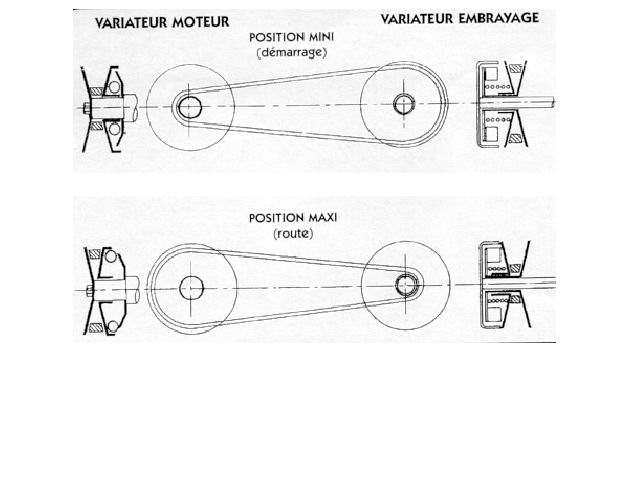 VARIATEUR MOTEUR
VARIATEUR EMBRAYAGE
POSITION MINI
(démarrage)
POSITION MAXI
(route)